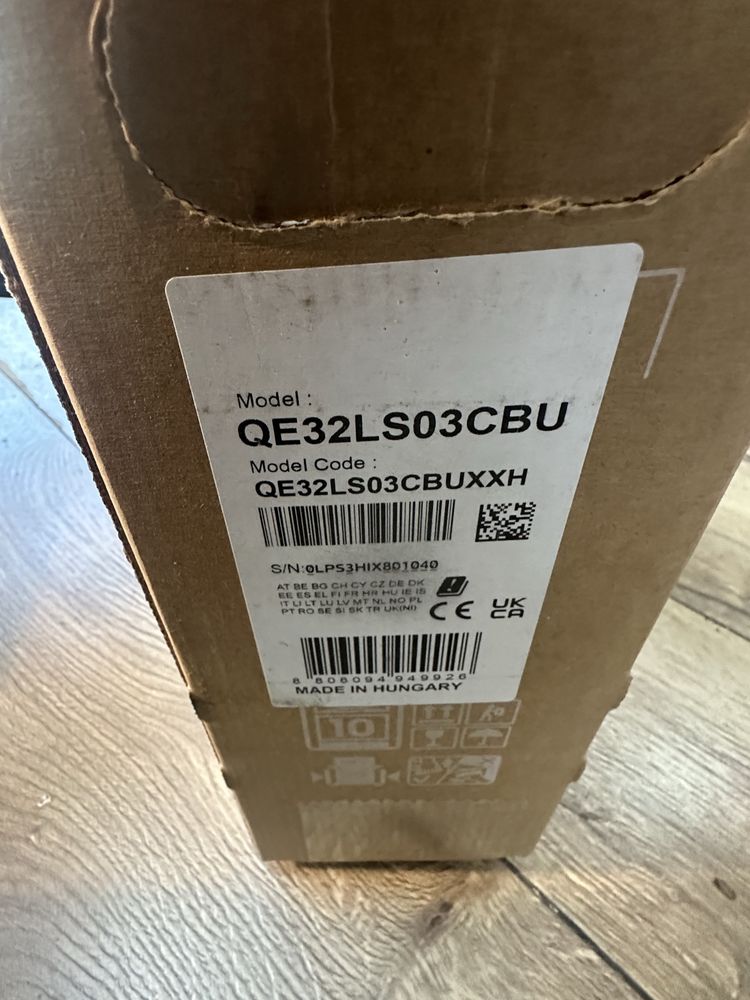 Model :
QE32LS03CBU
Model Code :
QE32LS03CBUXXH
S/N:0LPS3HIX801040
AT BE BG CH CY CZ DE DK
EE ES EL FI FR HR HU IE IS
IT LI LT LU LV MT NL NO PL
PT RO SE SI SK TR UK(NI)
CE
UK
CA
8 806094 949926
MADE IN HUNGARY
10